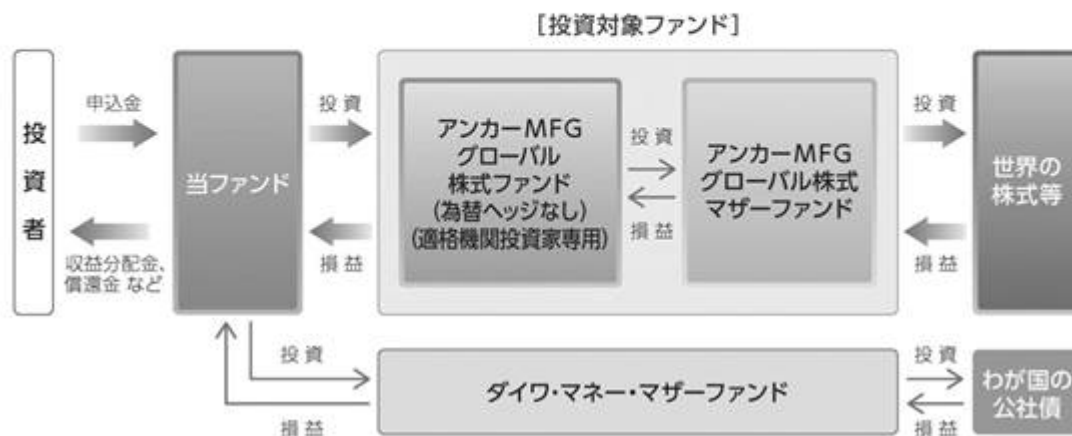 ［投資対象ファンド］
投資者
申込金
収益分配金、
償還金 など
当ファンド
投 資
損 益
アンカーMFG
グローバル
株式ファンド
(為替ヘッジなし)
(適格機関投資家専用)
投 資
損 益
アンカーMFG
グローバル株式
マザーファンド
投 資
損 益
世界の
株式等
投 資
損 益
ダイワ・マネー・マザーファンド
投 資
損 益
わが国の
公社債